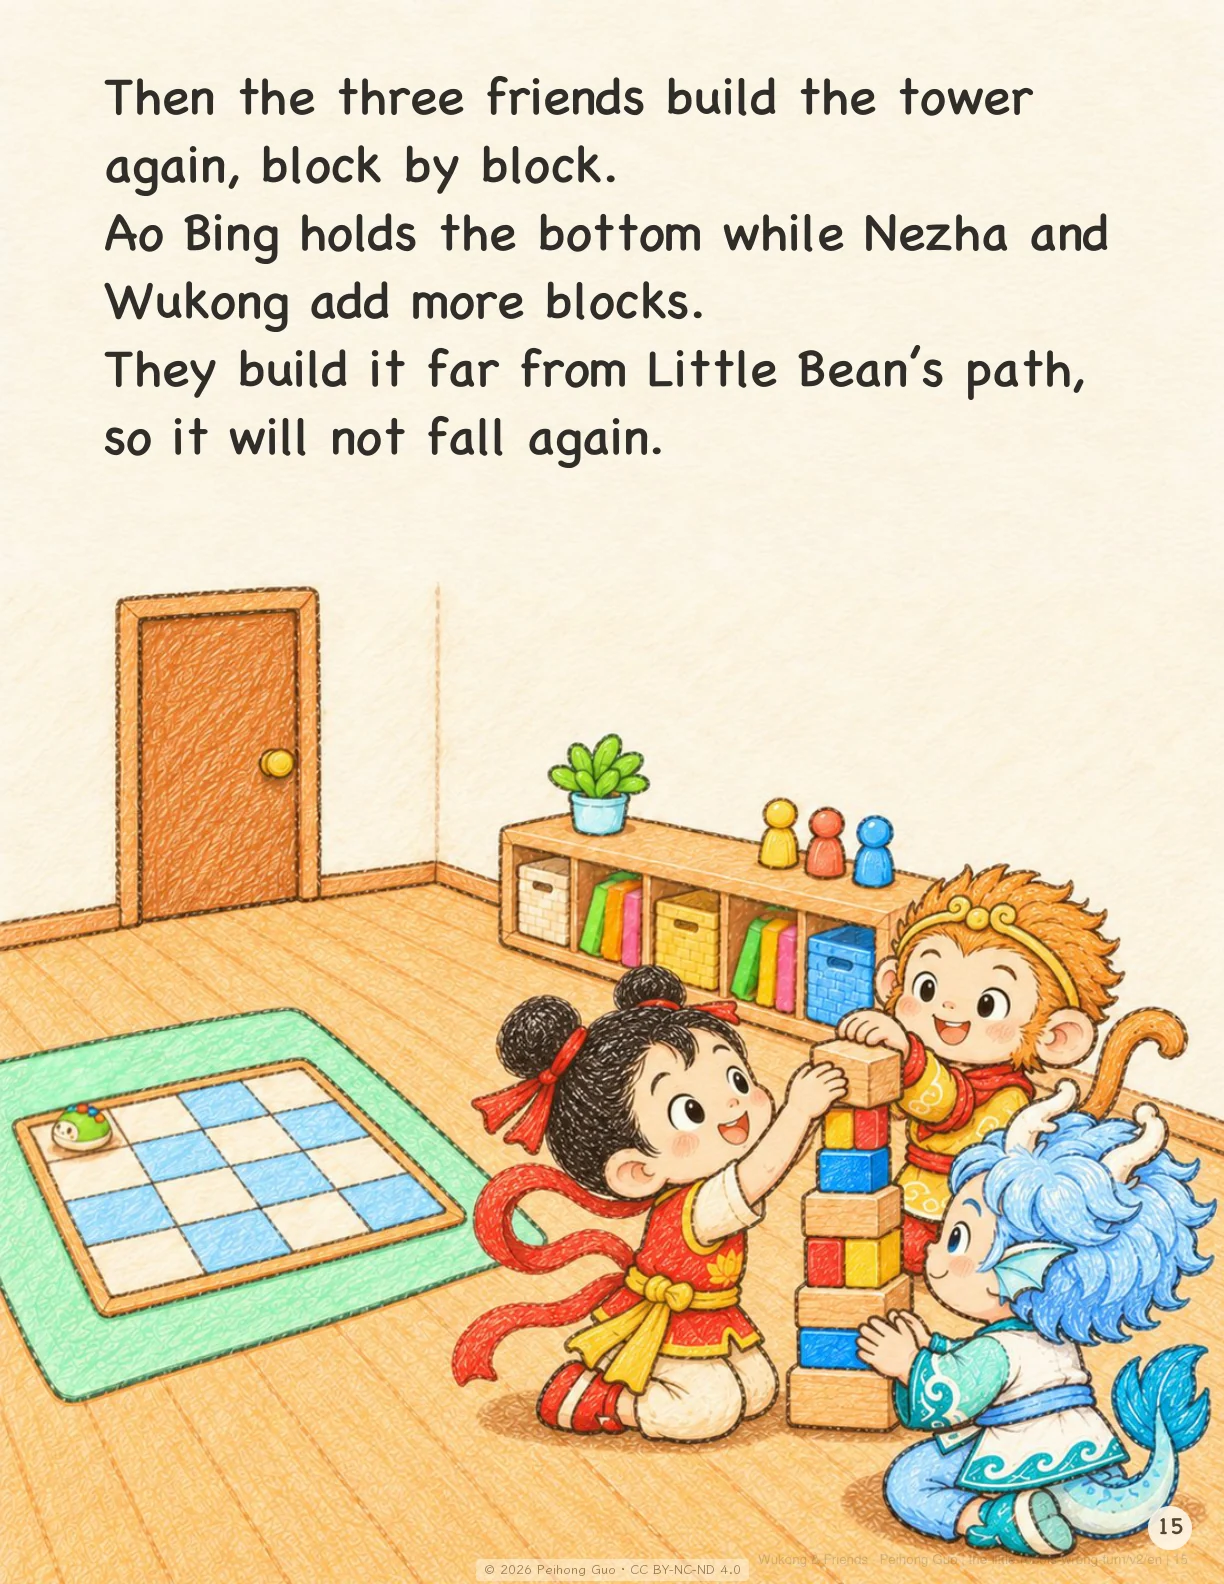 Then the three friends build the tower
again, block by block.
Ao Bing holds the bottom while Nezha and
Wukong add more blocks.
They build it far from Little Bean's path,
so it will not fall again.
15
© 2026 Peihong Guo • CC BY-NC-ND 4.0